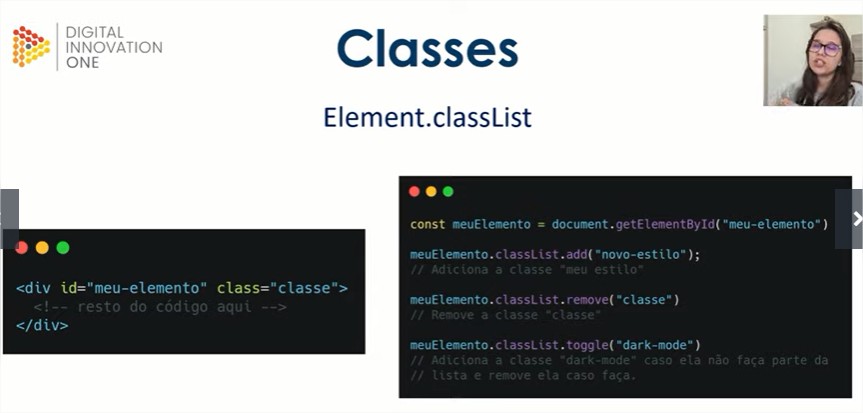 DIGITAL
INNOVATION
ONE
Classes
Element.classList
<div id="meu-elemento" class="classe">
<!-- resto do código aqui -->
</div>
const meuElemento = document.getElementById("meu-elemento")
meuElemento.classList.add("novo-estilo");
// Adiciona a classe "meu estilo"
meuElemento.classList.remove("classe")
// Remove a classe "classe"
meuElemento.classList.toggle("dark-mode")
// Adiciona a classe "dark-mode" caso ela não faça parte da
// lista e remove ela caso faça.